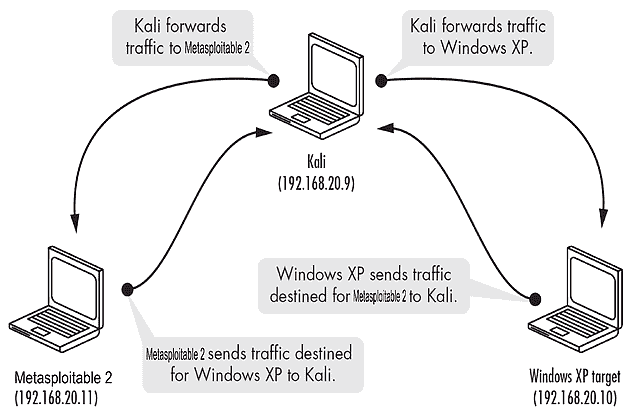 Kali forwards
traffic to Metasploitable 2
Kali forwards traffic
to Windows XP.
Kali
(192.168.20.9)
Windows XP sends traffic
destined for Metasploitable 2 to Kali.
Metasploitable 2 sends traffic destined
for Windows XP to Kali.
Metasploitable 2
(192.168.20.11)
Windows XP target
(192.168.20.10)